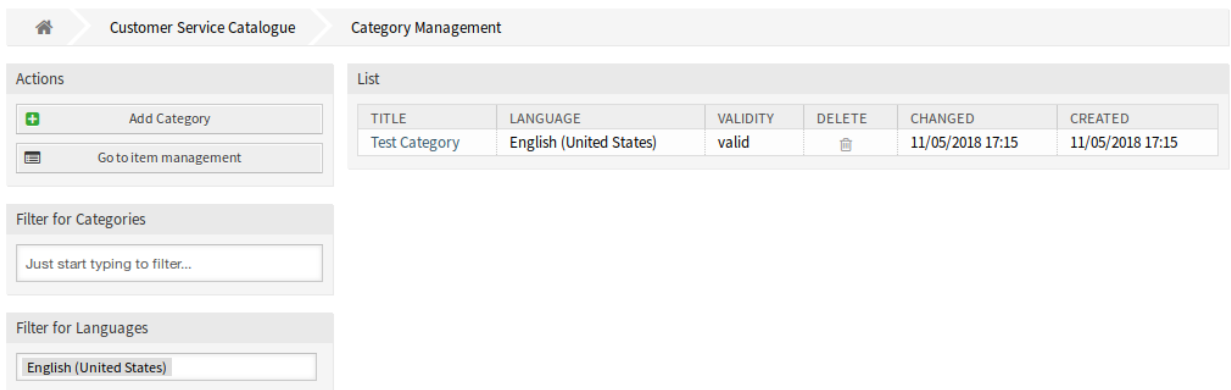 Customer Service Catalogue Category Management
Actions
Add Category
Go to item management
Filter for Categories
Just start typing to filter...
Filter for Languages
English (United States)
List
TITLE LANGUAGE VALIDITY DELETE CHANGED CREATED
Test Category English (United States) valid 11/05/2018 17:15 11/05/2018 17:15